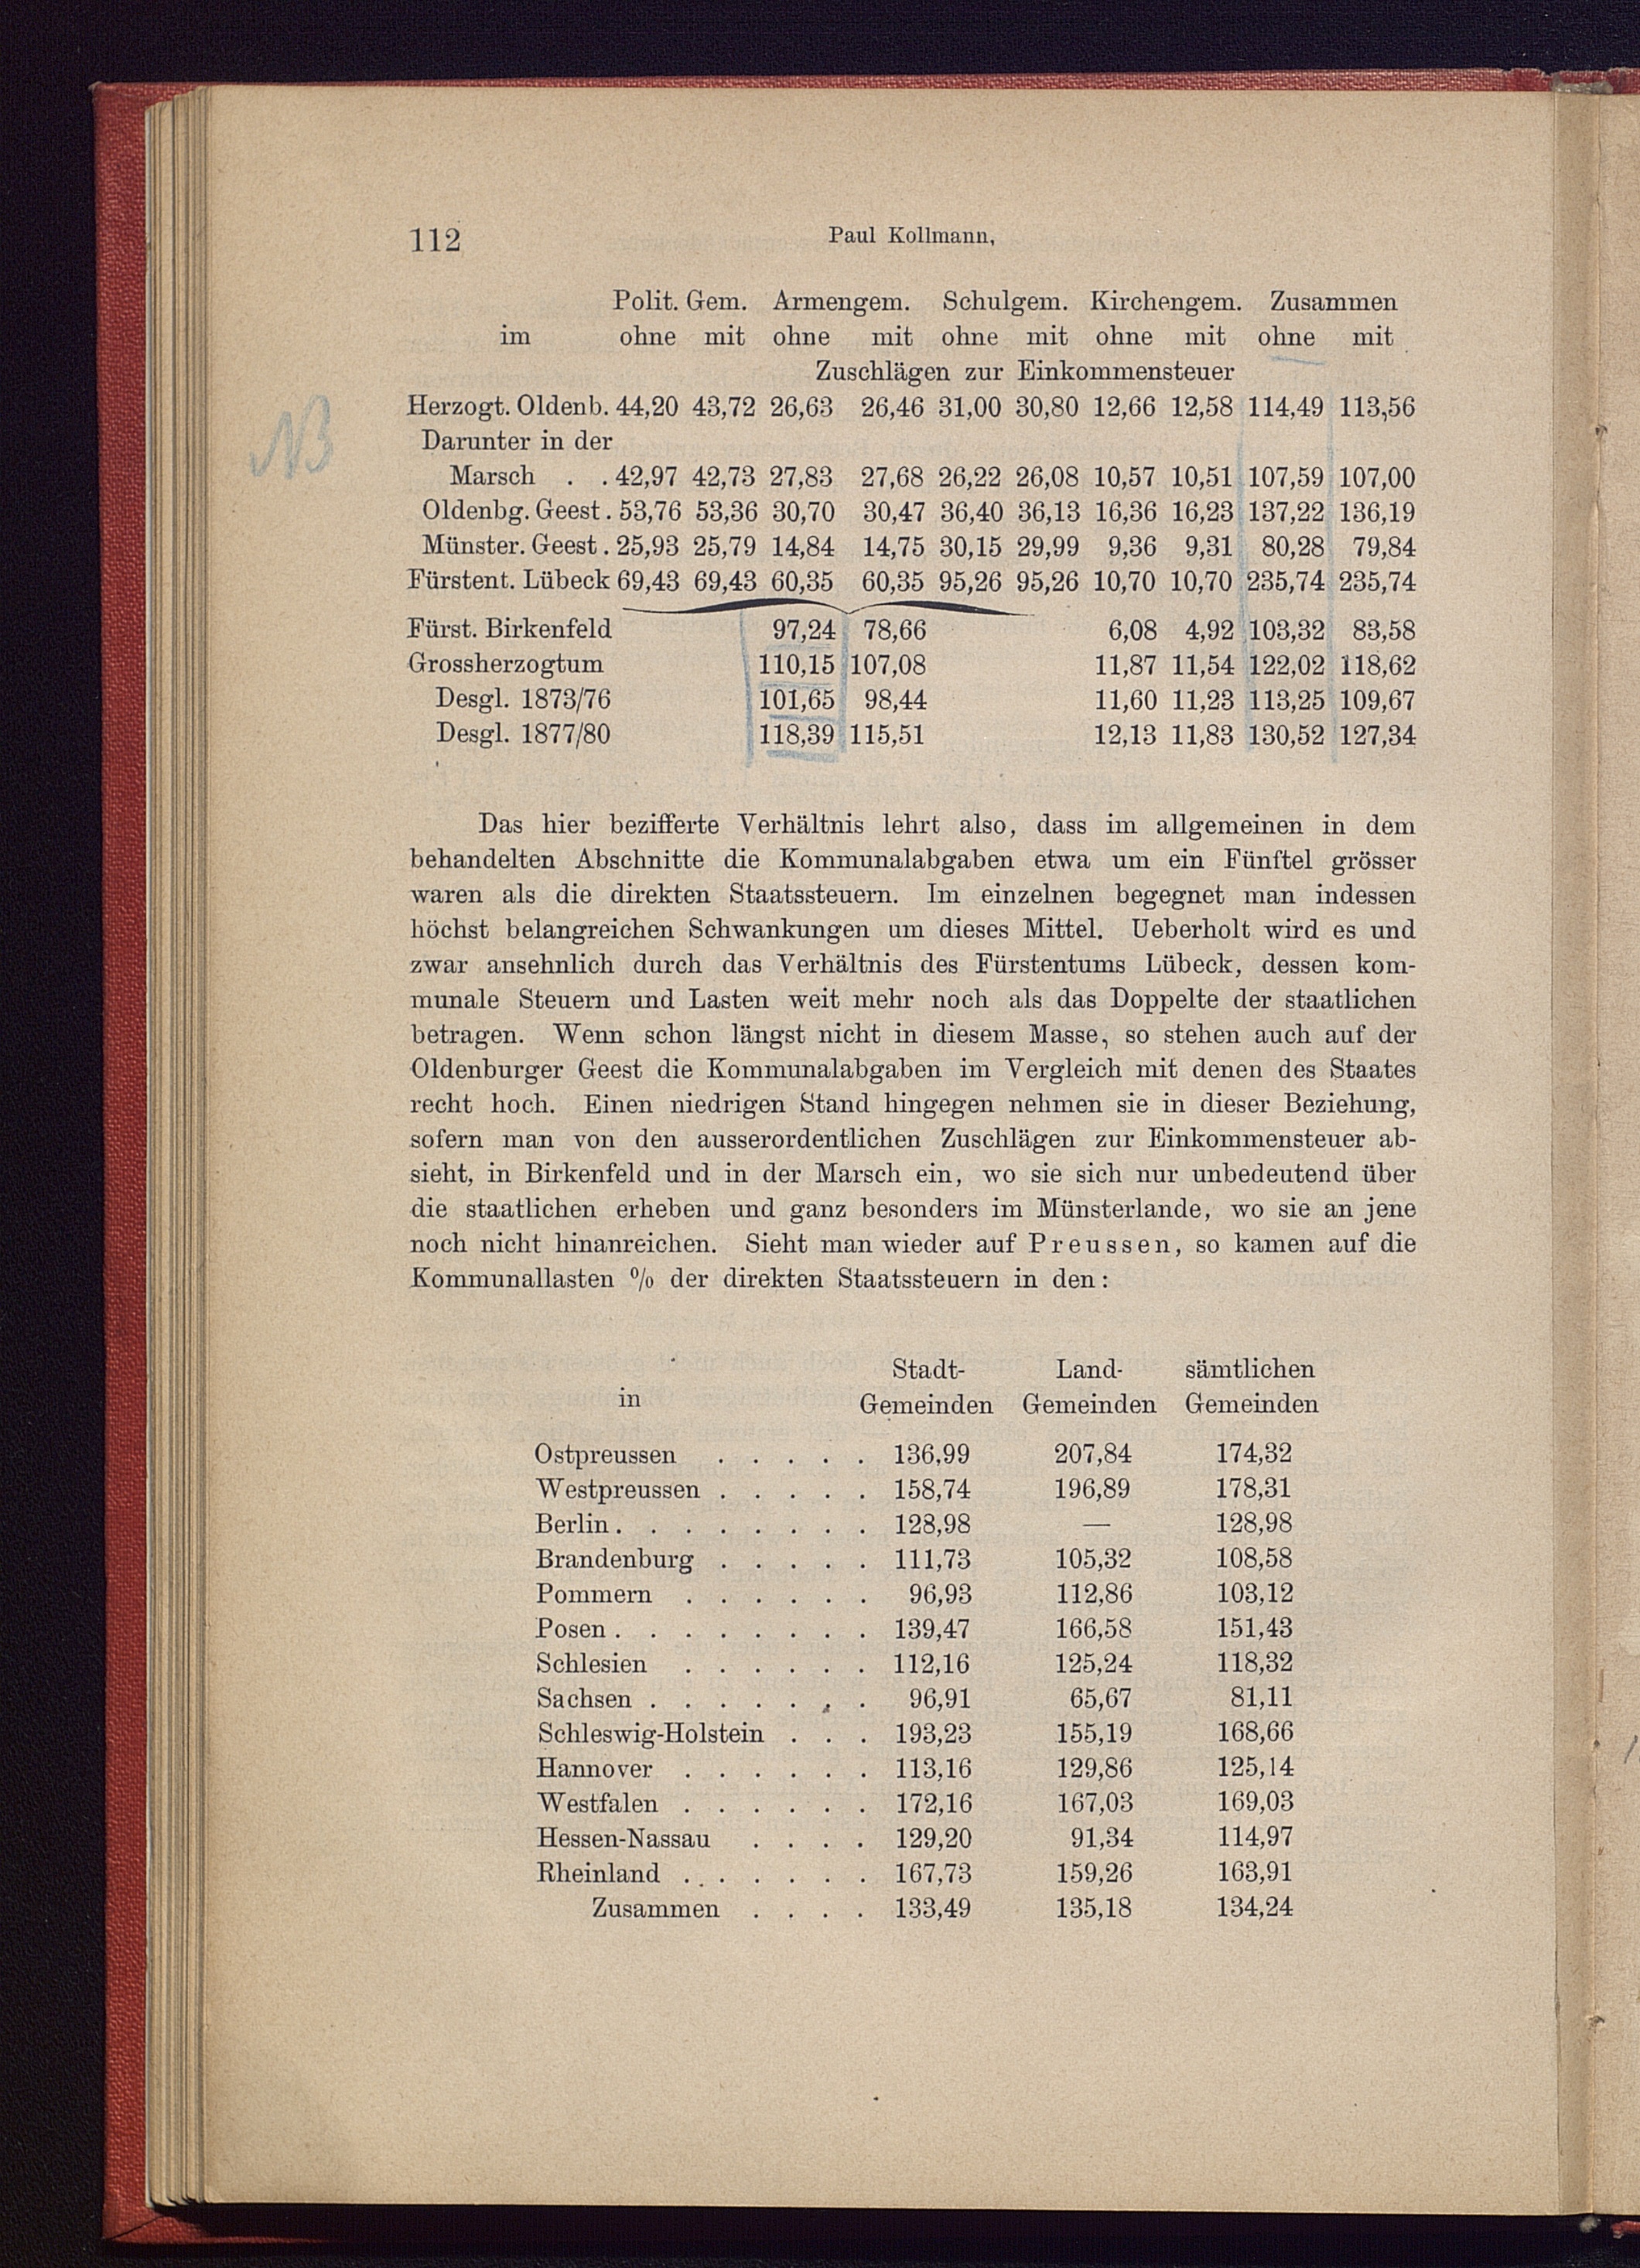 112 Paul Kollmann,
Polit. Gem. Armengem. Schulgem. Kirchengem. Zusammen
im ohne mit ohne mit ohne mit ohne mit ohne mit
Zuschlägen zur Einkommensteuer
Herzogt. Oldenb. 44,20 43,72 26,63 26,46 31,00 30,80 12,66 12,58 114,49 113,56
NB
Darunter in der
Marsch . . 42,97 42,73 27,83 27,68 26,22 26,08 10,57 10,51 107,59 107,00
Oldenbg. Geest . 53,76 53,36 30,70 30,47 36,40 36,13 16,36 16,23 137,22 136,19
Münster. Geest . 25,93 25,79 14,84 14,75 30,15 29,99 9,36 9,31 80,28 79,84
Fürstent. Lübeck 69,43 69,43 60,35 60,35 95,26 95,26 10,70 10,70 235,74 235,74
Fürst. Birkenfeld 97,24 78,66 6,08 4,92 103,32 83,58
Grossherzogtum 110,15 107,08 11,87 11,54 122,02 118,62
Desgl. 1873/76 101,65 98,44 11,60 11,23 113,25 109,67
Desgl. 1877/80 118,39 115,51 12,13 11,83 130,52 127,34
Das hier bezifferte Verhältnis lehrt also, dass im allgemeinen in dem
behandelten Abschnitte die Kommunalabgaben etwa um ein Fünftel grösser
waren als die direkten Staatssteuern. Im einzelnen begegnet man indessen
höchst belangreichen Schwankungen um dieses Mittel. Ueberholt wird es und
zwar ansehnlich durch das Verhältnis des Fürstentums Lübeck, dessen kom-
munale Steuern und Lasten weit mehr noch als das Doppelte der staatlichen
betragen. Wenn schon längst nicht in diesem Masse, so stehen auch auf der
Oldenburger Geest die Kommunalabgaben im Vergleich mit denen des Staates
recht hoch. Einen niedrigen Stand hingegen nehmen sie in dieser Beziehung,
sofern man von den ausserordentlichen Zuschlägen zur Einkommensteuer ab-
sieht, in Birkenfeld und in der Marsch ein, wo sie sich nur unbedeutend über
die staatlichen erheben und ganz besonders im Münsterlande, wo sie an jene
noch nicht hinanreichen. Sieht man wieder auf Preussen, so kamen auf die
Kommunallasten % der direkten Staatssteuern in den:
Stadt- Land- sämtlichen
in Gemeinden Gemeinden Gemeinden
Ostpreussen . . . . . 136,99 207,84 174,32
Westpreussen . . . . . 158,74 196,89 178,31
Berlin . . . . . . . . 128,98 — 128,98
Brandenburg . . . . . 111,73 105,32 108,58
Pommern . . . . . . 96,93 112,86 103,12
Posen . . . . . . . . 139,47 166,58 151,43
Schlesien . . . . . . 112,16 125,24 118,32
Sachsen . . . . . . . 96,91 65,67 81,11
Schleswig-Holstein . . . 193,23 155,19 168,66
Hannover . . . . . . 113,16 129,86 125,14
Westfalen . . . . . . 172,16 167,03 169,03
Hessen-Nassau . . . . 129,20 91,34 114,97
Rheinland . . . . . . 167,73 159,26 163,91
Zusammen . . . . 133,49 135,18 134,24